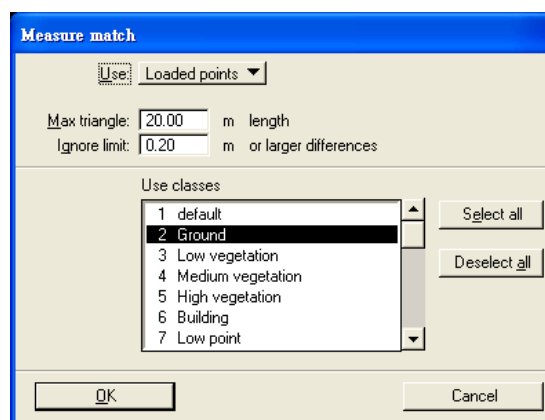 Measure match
Use: Loaded points
Max triangle: 20.00 m length
Ignore limit: 0.20 m or larger differences
Use classes
1 default
2 Ground
3 Low vegetation
4 Medium vegetation
5 High vegetation
6 Building
7 Low point
Select all
Deselect all
OK
Cancel